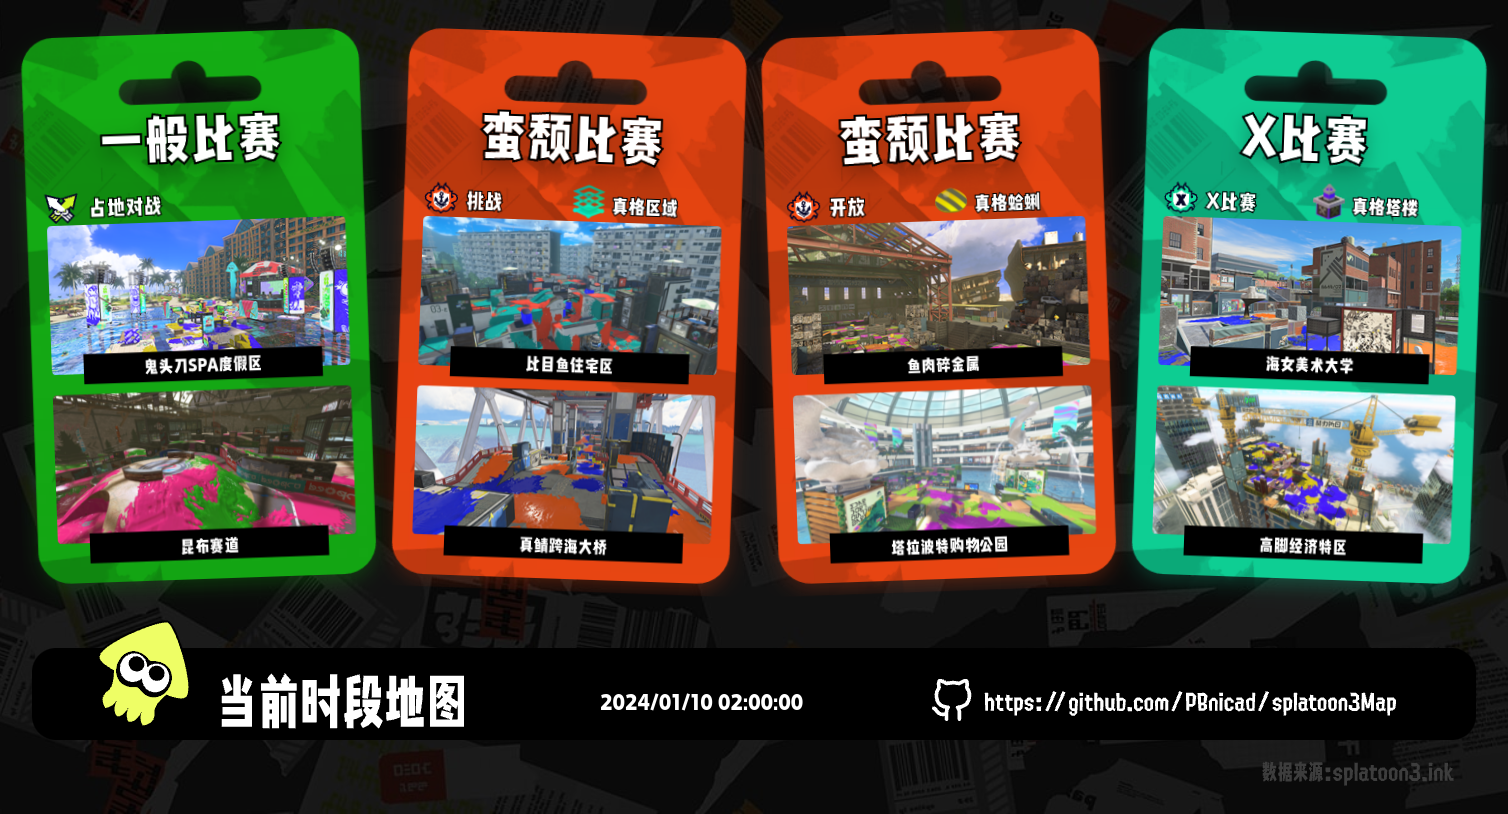 一般比赛
占地对战
鬼头刀SPA度假区
昆布赛道
蛮颓比赛
挑战
真格区域
比目鱼住宅区
真鲭跨海大桥
蛮颓比赛
开放
真格蛤蜊
鱼肉碎金属
塔拉波特购物公园
X比赛
X比赛
真格塔楼
海女美术大学
高脚经济特区
当前时段地图
2024/01/10 02:00:00
https://github.com/PBnicad/splatoon3Map
数据来源:splatoon3.ink